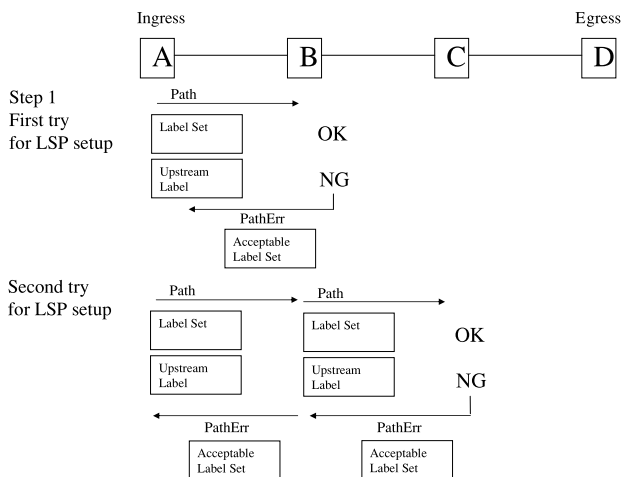 Ingress
Egress
A
B
C
D
Step 1
First try
for LSP setup
Path
Label Set
OK
Upstream
Label
NG
PathErr
Acceptable
Label Set
Second try
for LSP setup
Path
Path
Label Set
Label Set
OK
Upstream
Label
Upstream
Label
NG
PathErr
PathErr
Acceptable
Label Set
Acceptable
Label Set